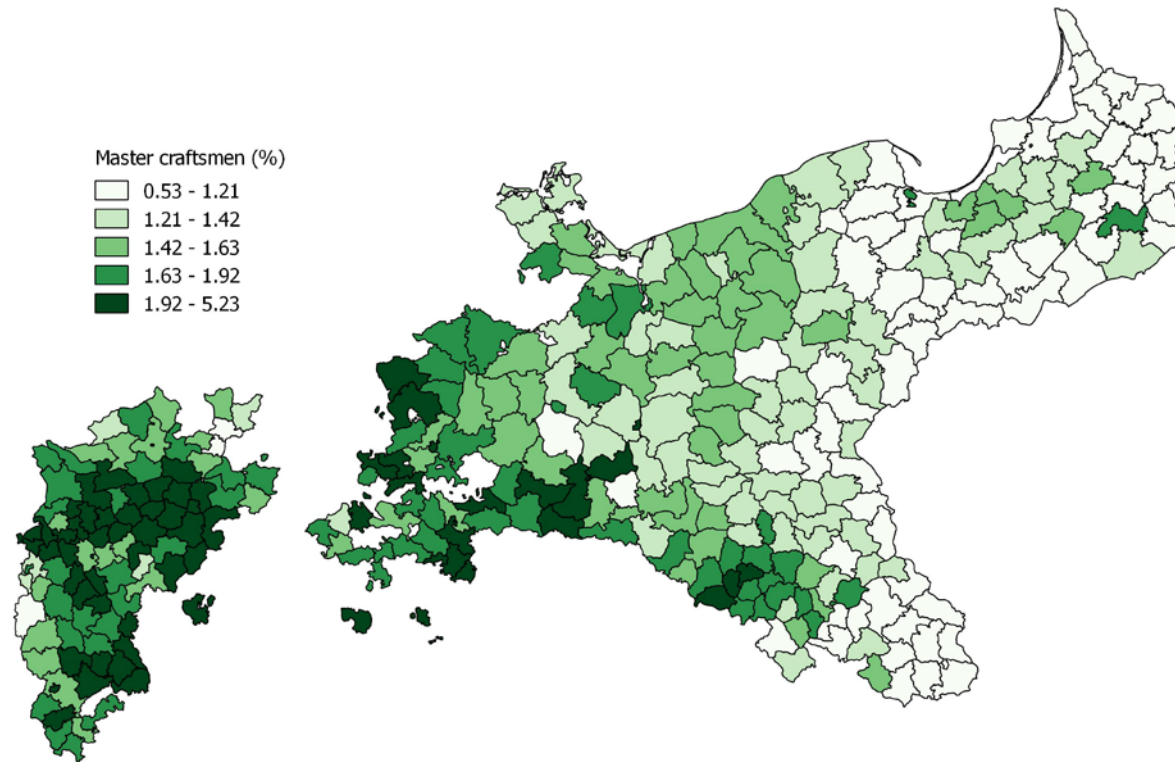 Master craftsmen (%)
0.53 - 1.21
1.21 - 1.42
1.42 - 1.63
1.63 - 1.92
1.92 - 5.23